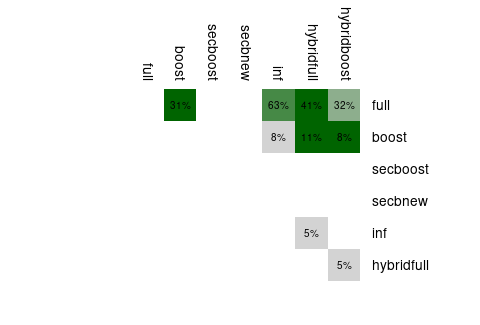 full
boost
secboost
secbnew
inf
hybridfull
hybridboost
31% 63% 41% 32% full
8% 11% 8% boost
secboost
secbnew
5% inf
5% hybridfull